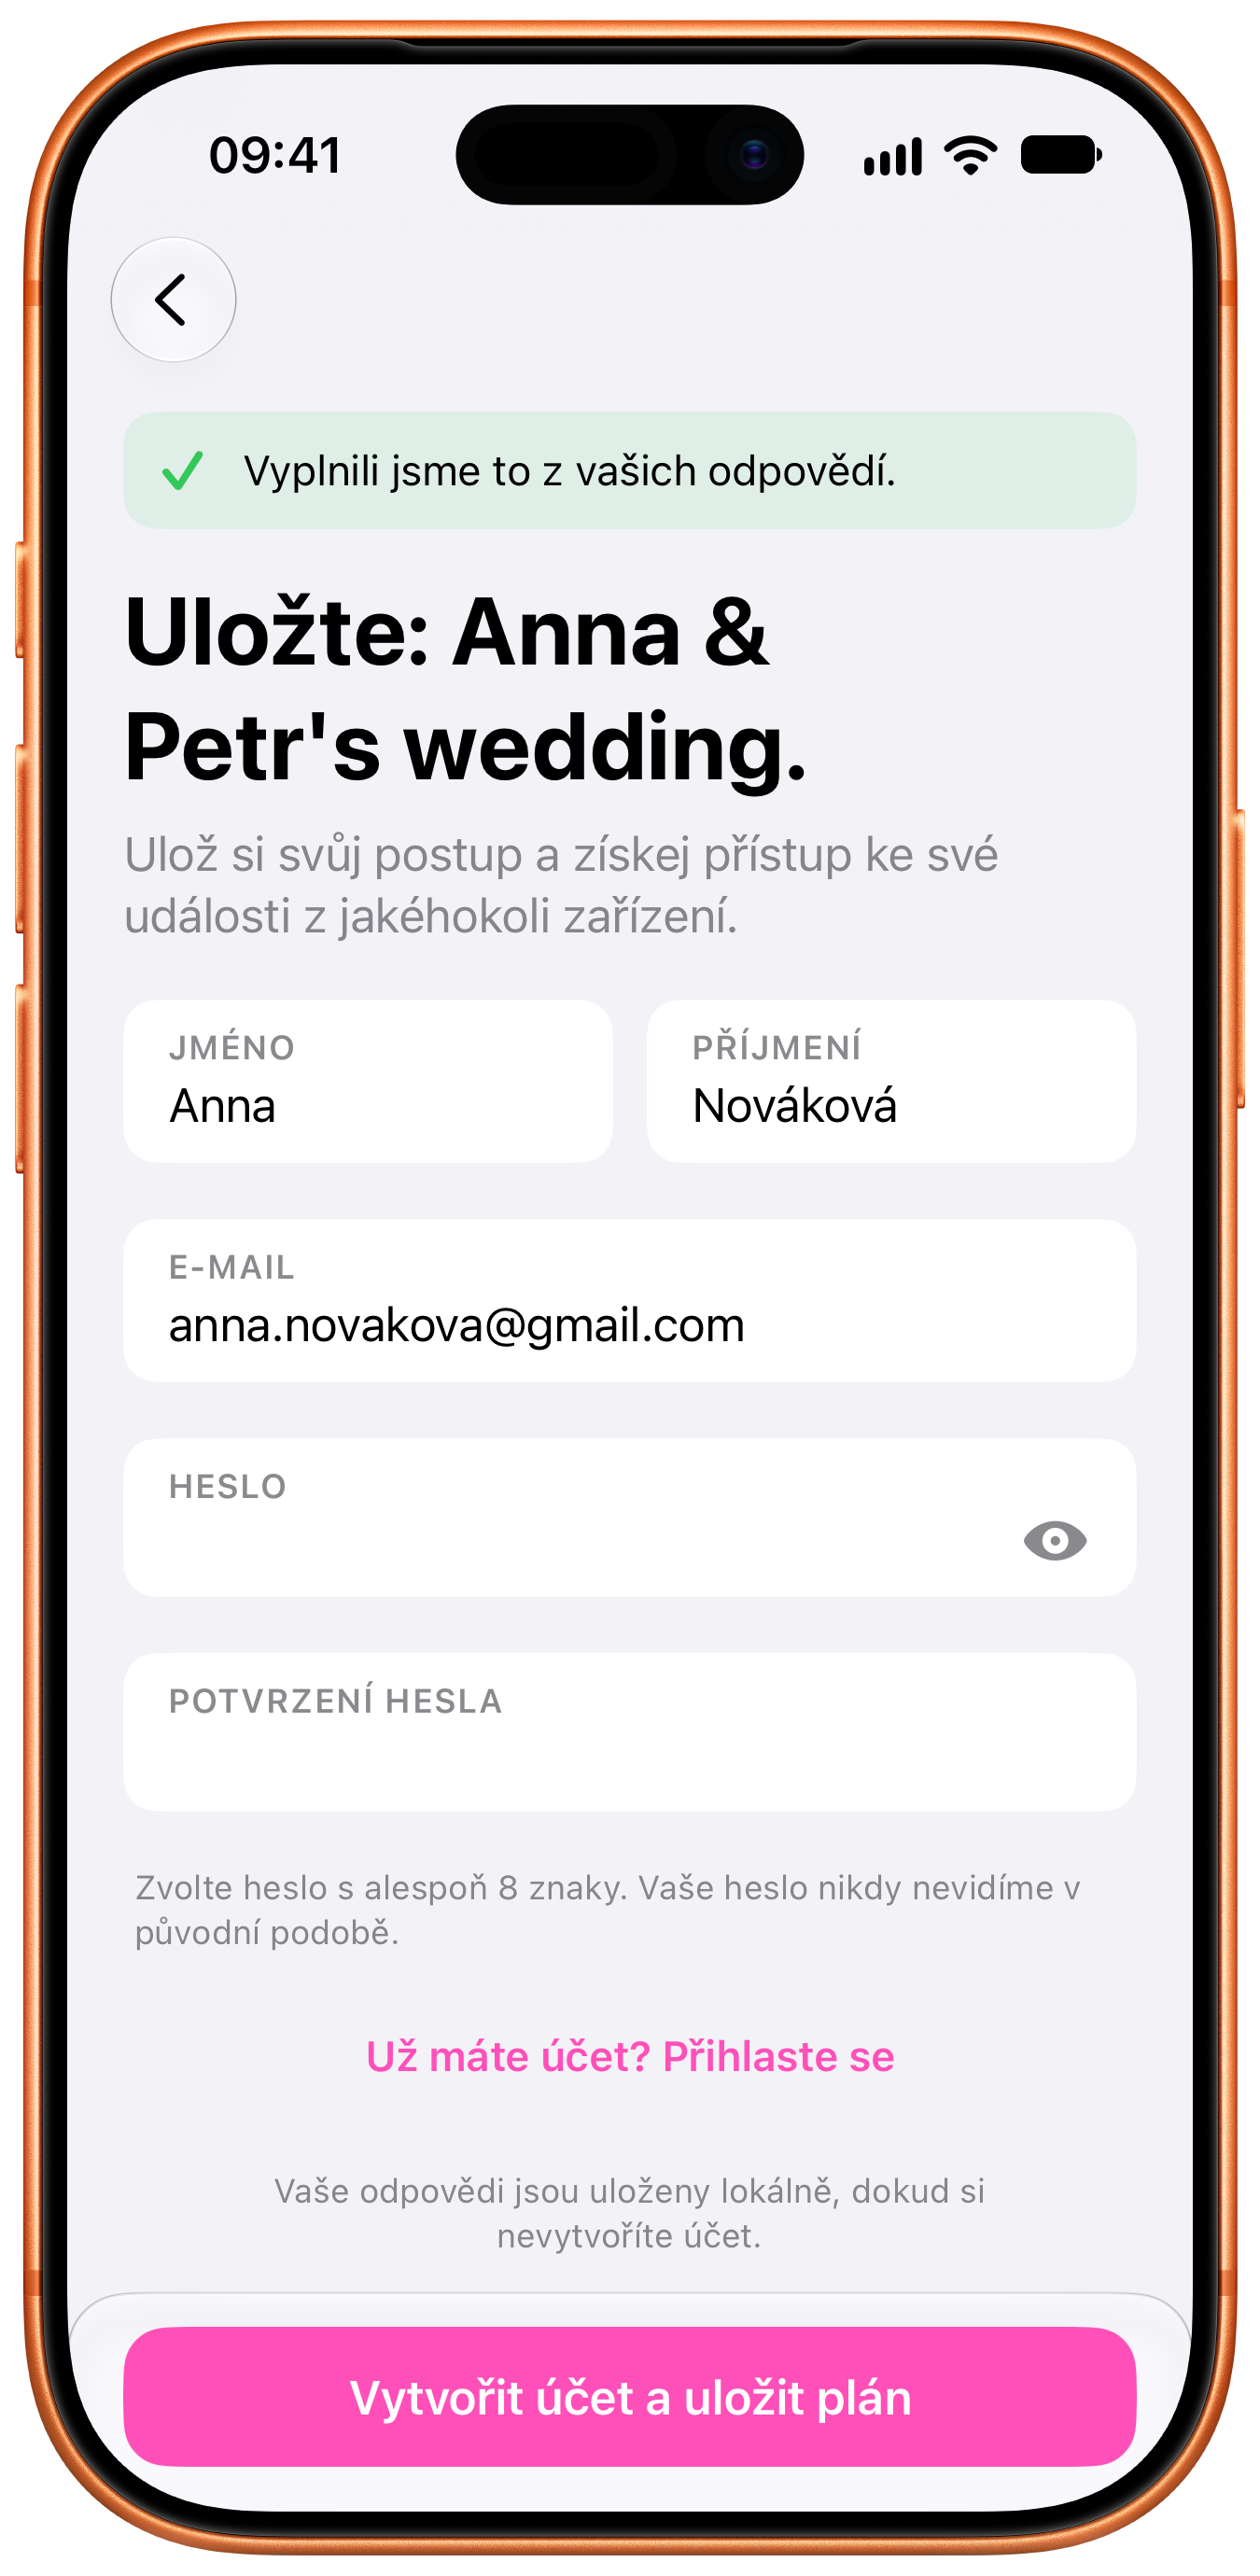 09:41
Vyplnili jsme to z vašich odpovědí.
Uložte: Anna &
Petr's wedding.
Ulož si svůj postup a získej přístup ke své
události z jakéhokoli zařízení.
JMÉNO
Anna
PŘÍJMENÍ
Nováková
E-MAIL
anna.novakova@gmail.com
HESLO
POTVRZENÍ HESLA
Zvolte heslo s alespoň 8 znaky. Vaše heslo nikdy nevidíme v
původní podobě.
Už máte účet? Přihlaste se
Vaše odpovědi jsou uloženy lokálně, dokud si
nevytvoříte účet.
Vytvořit účet a uložit plán